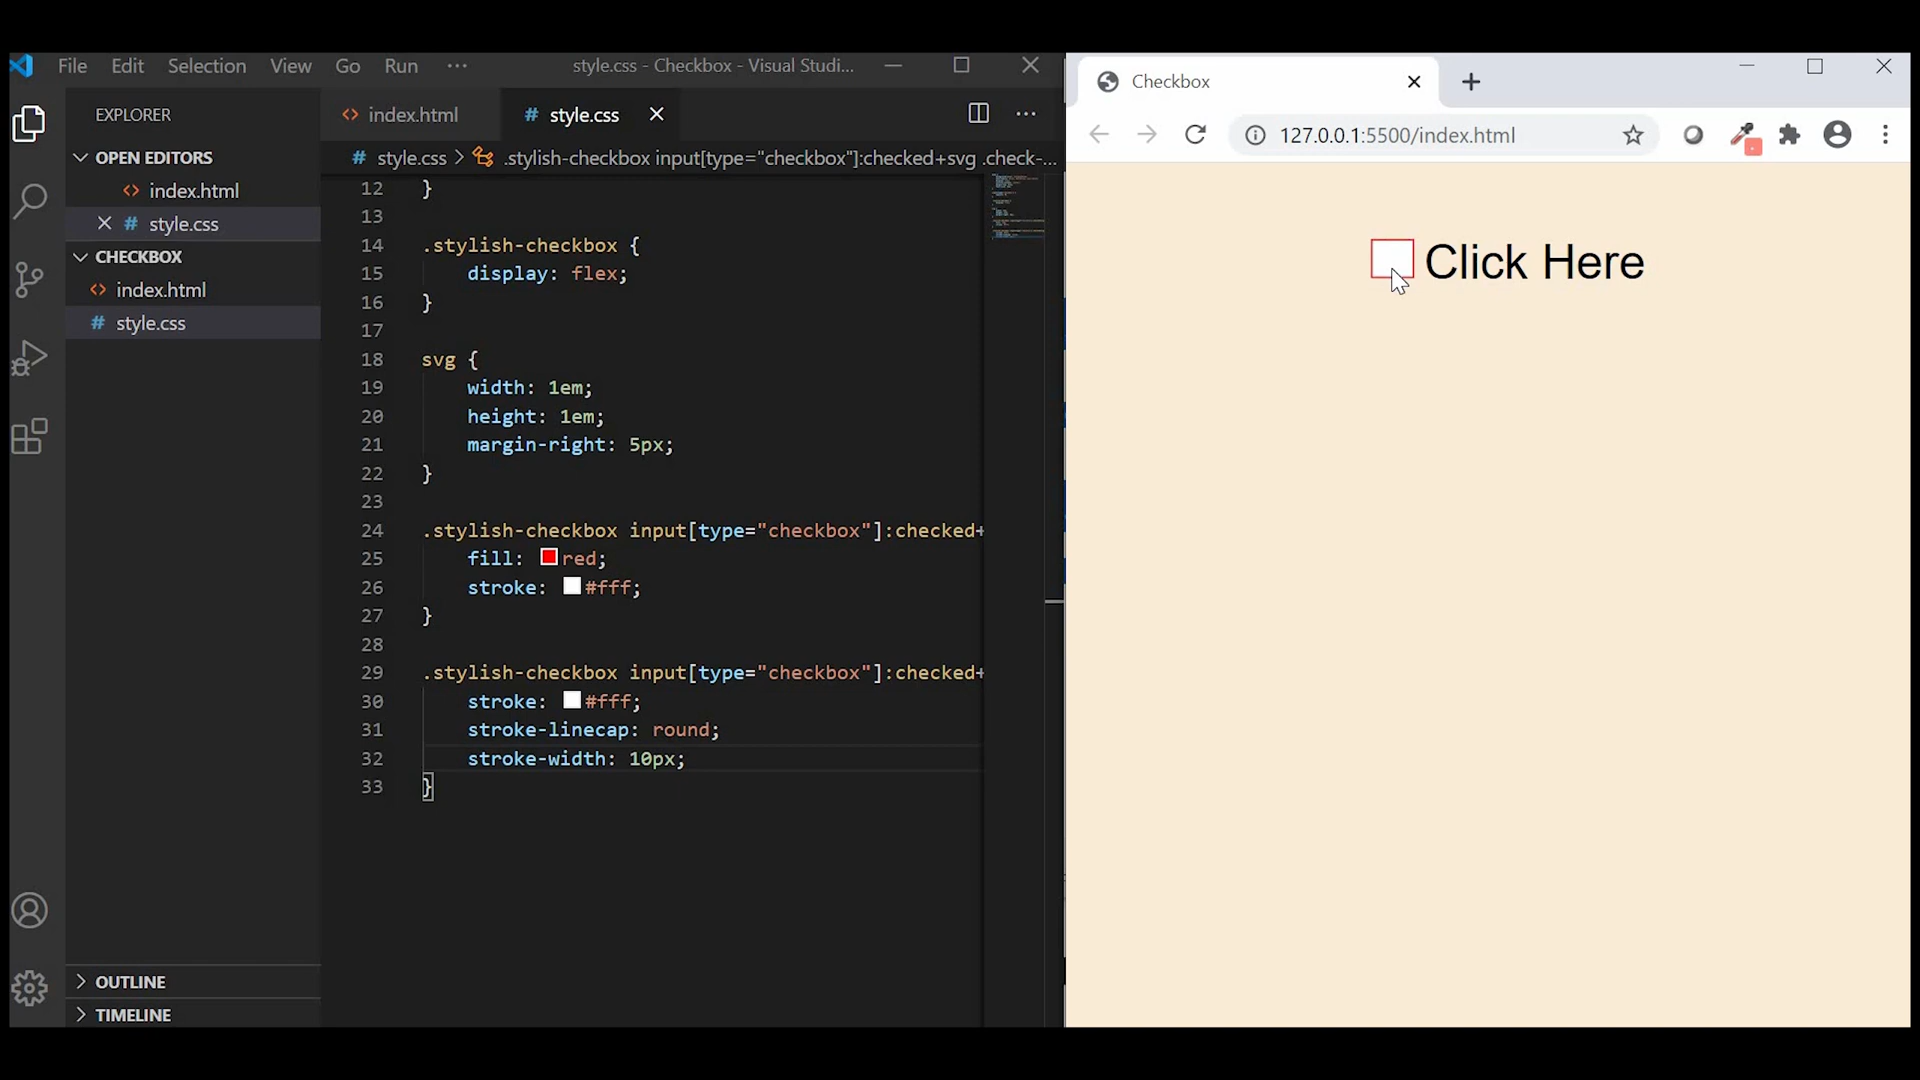 File Edit Selection View Go Run ··· style.css - Checkbox - Visual Studi...
EXPLORER
OPEN EDITORS
<> index.html
# style.css
CHECKBOX
<> index.html
# style.css
OUTLINE
TIMELINE
<> index.html # style.css
# style.css > .stylish-checkbox input[type="checkbox"]:checked+svg .check-...
12 }
13
14 .stylish-checkbox {
15 display: flex;
16 }
17
18 svg {
19 width: 1em;
20 height: 1em;
21 margin-right: 5px;
22 }
23
24 .stylish-checkbox input[type="checkbox"]:checked+
25 fill: red;
26 stroke: #fff;
27 }
28
29 .stylish-checkbox input[type="checkbox"]:checked+
30 stroke: #fff;
31 stroke-linecap: round;
32 stroke-width: 10px;
33 }
Checkbox
127.0.0.1:5500/index.html
Click Here